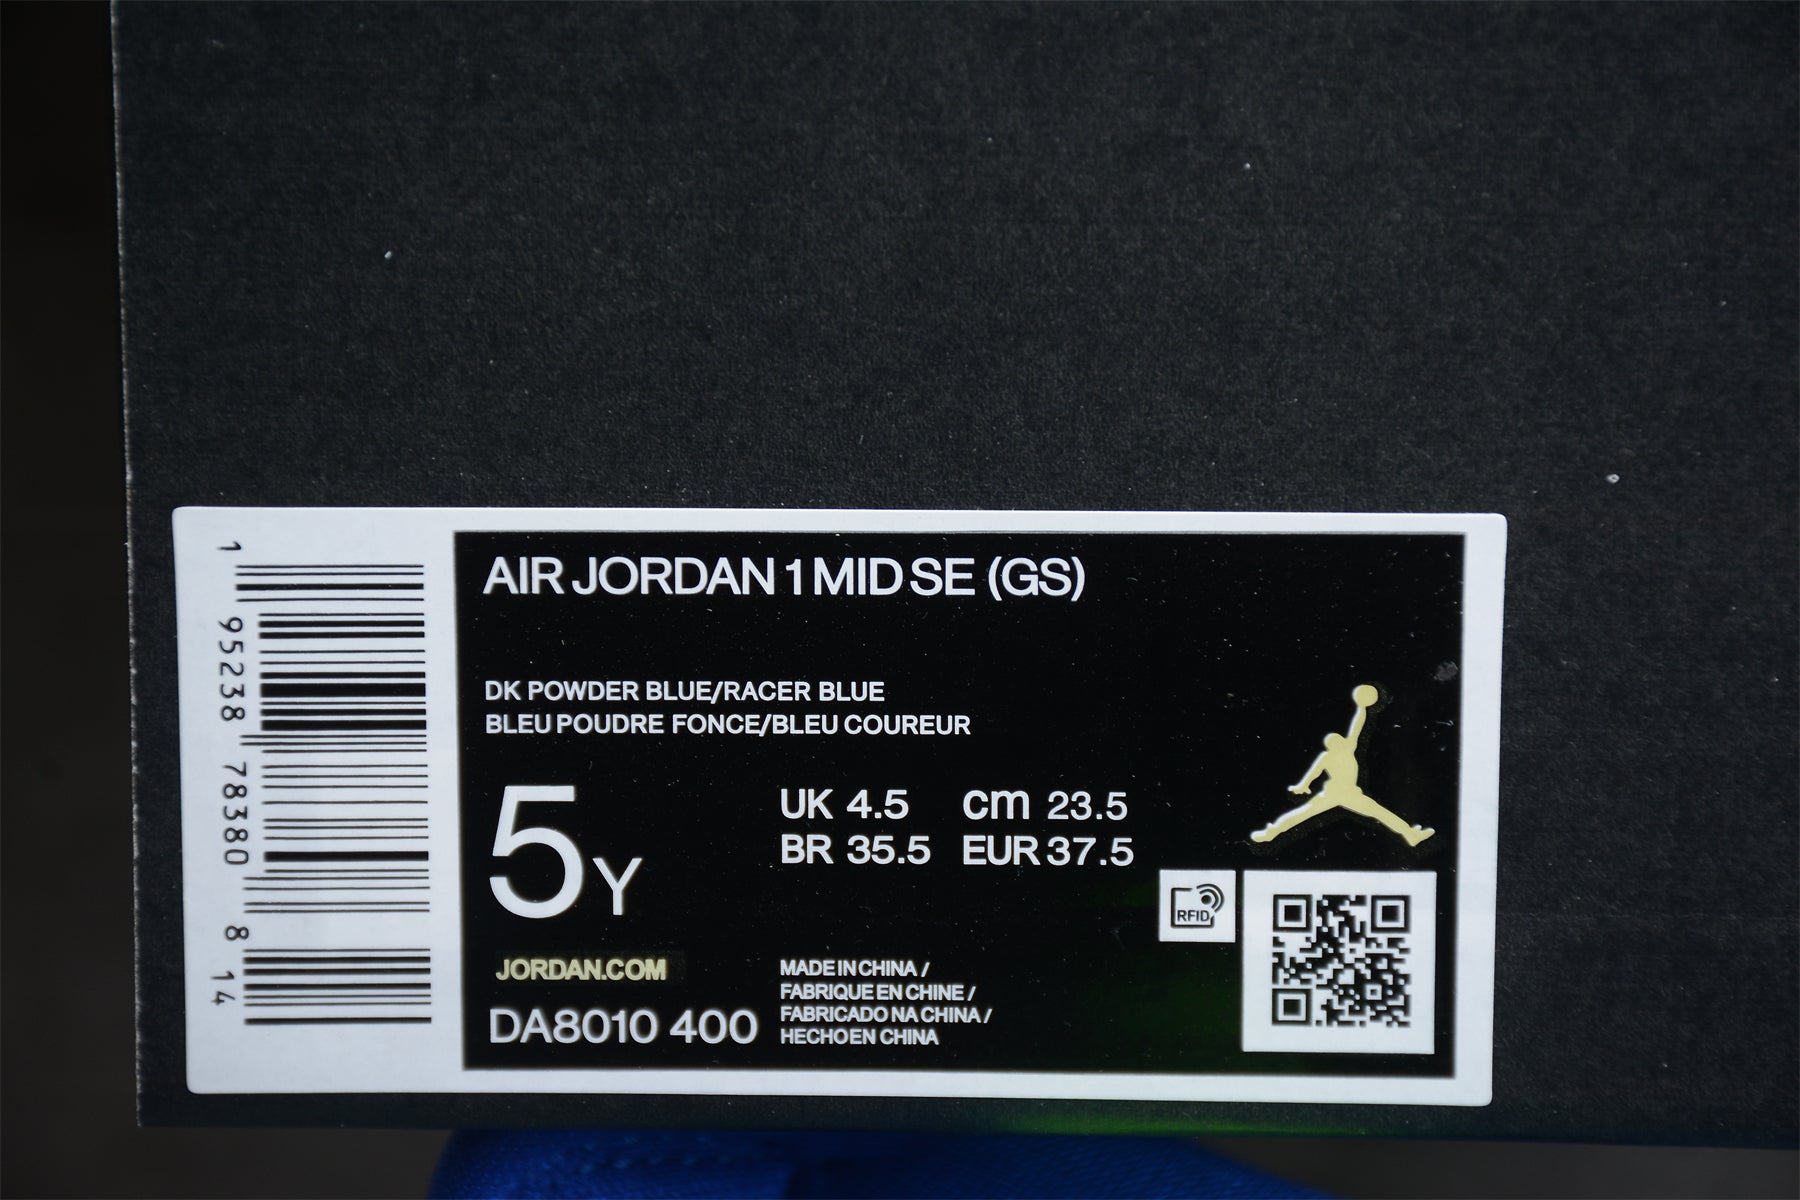 AIR JORDAN 1 MID SE (GS)
DK POWDER BLUE/RACER BLUE
BLEU POUDRE FONCE/BLEU COUREUR
5Y
UK 4.5 cm 23.5
BR 35.5 EUR 37.5
RFID
JORDAN.COM
DA8010 400
MADE IN CHINA /
FABRIQUE EN CHINE /
FABRICADO NA CHINA /
HECHO EN CHINA
1 95238 78380 8 14